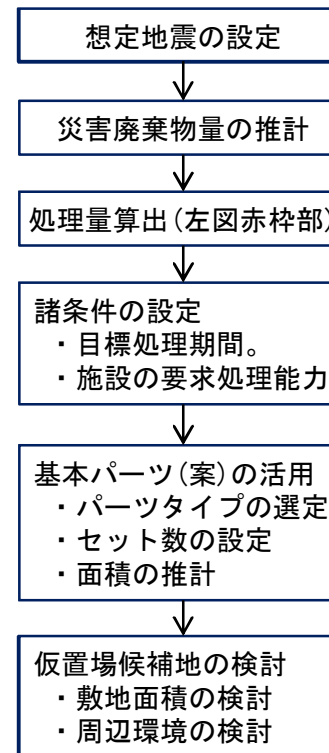 想定地震の設定
災害廃棄物量の推計
処理量算出(左図赤枠部)
諸条件の設定
・目標処理期間。
・施設の要求処理能力
基本パーツ(案)の活用
・パーツタイプの選定
・セット数の設定
・面積の推計
仮置場候補地の検討
・敷地面積の検討
・周辺環境の検討